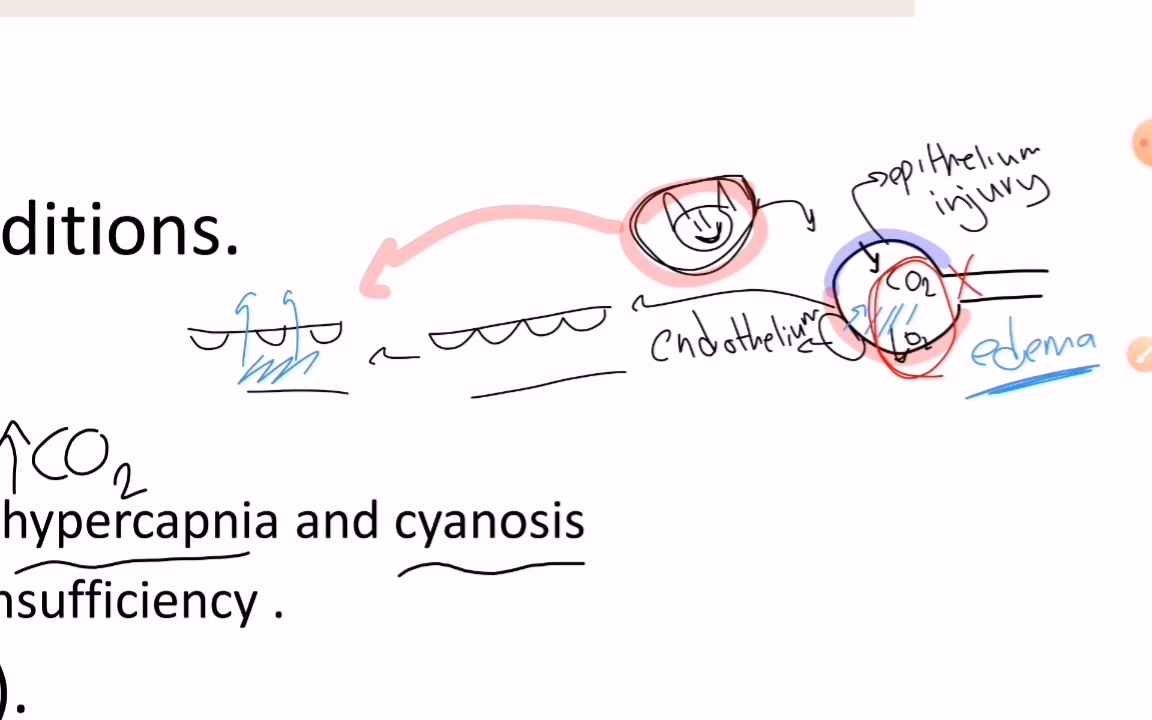 epithelium
injury
ditions.
CO2
endothelium
O2
edema
↑CO2
hypercapnia and cyanosis
nsufficiency .
).